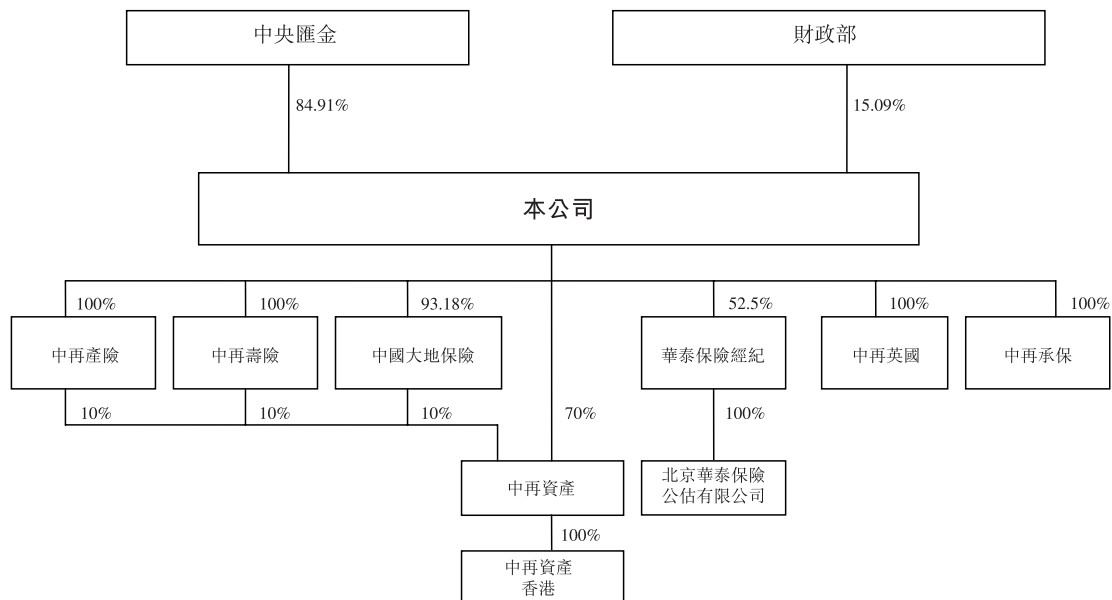 中央匯金
財政部
84.91%
15.09%
本公司
100%
100%
93.18%
52.5%
100%
100%
中再產險
中再壽險
中國大地保險
華泰保險經紀
中再英國
中再承保
10%
10%
10%
70%
100%
中再資產
北京華泰保險
公估有限公司
100%
中再資產
香港